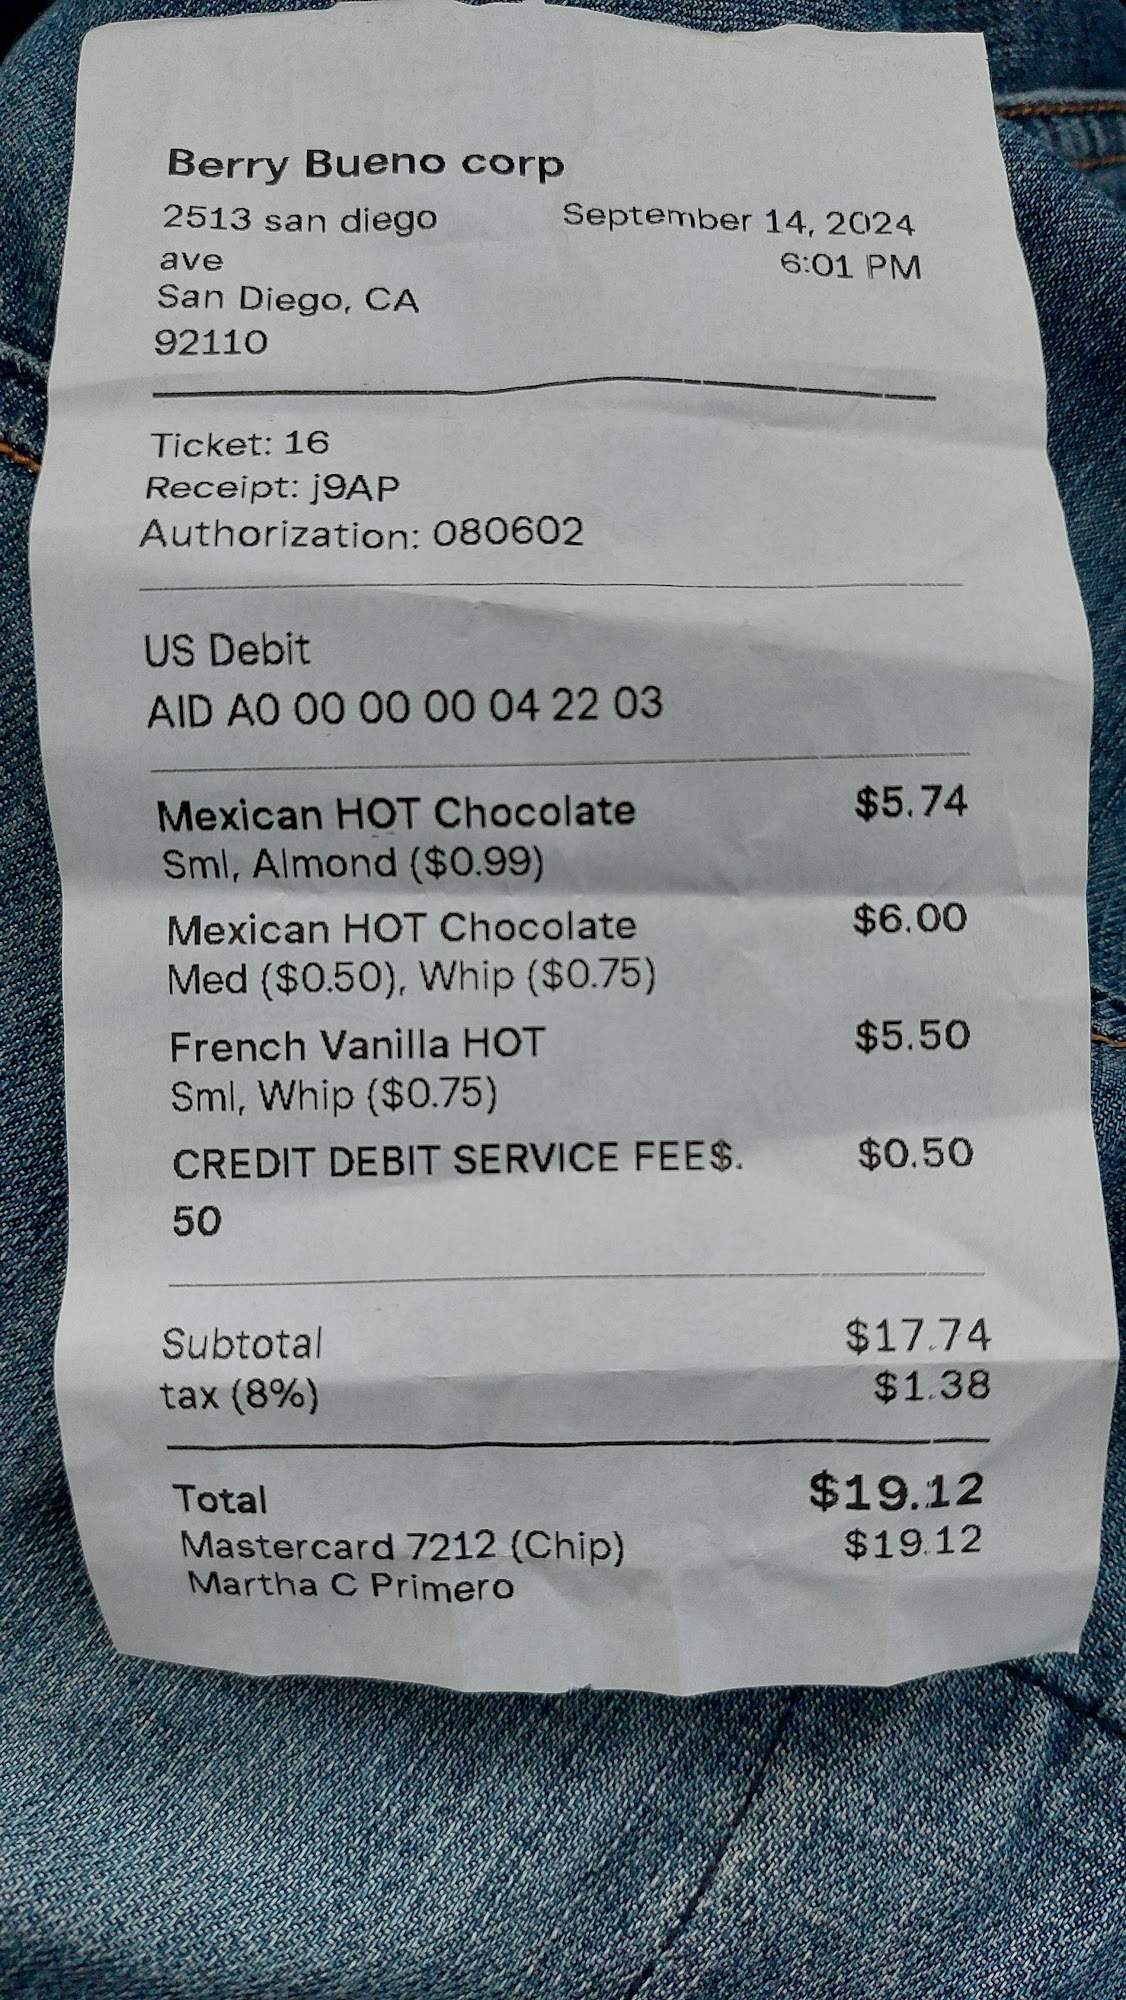 Berry Bueno corp
2513 san diego
ave
San Diego, CA
92110
September 14, 2024
6:01 PM
Ticket: 16
Receipt: j9AP
Authorization: 080602
US Debit
AID A0 00 00 00 04 22 03
Mexican HOT Chocolate $5.74
Sml, Almond ($0.99)
Mexican HOT Chocolate $6.00
Med ($0.50), Whip ($0.75)
French Vanilla HOT $5.50
Sml, Whip ($0.75)
CREDIT DEBIT SERVICE FEE$. $0.50
50
Subtotal $17.74
tax (8%) $1.38
Total $19.12
Mastercard 7212 (Chip) $19.12
Martha C Primero